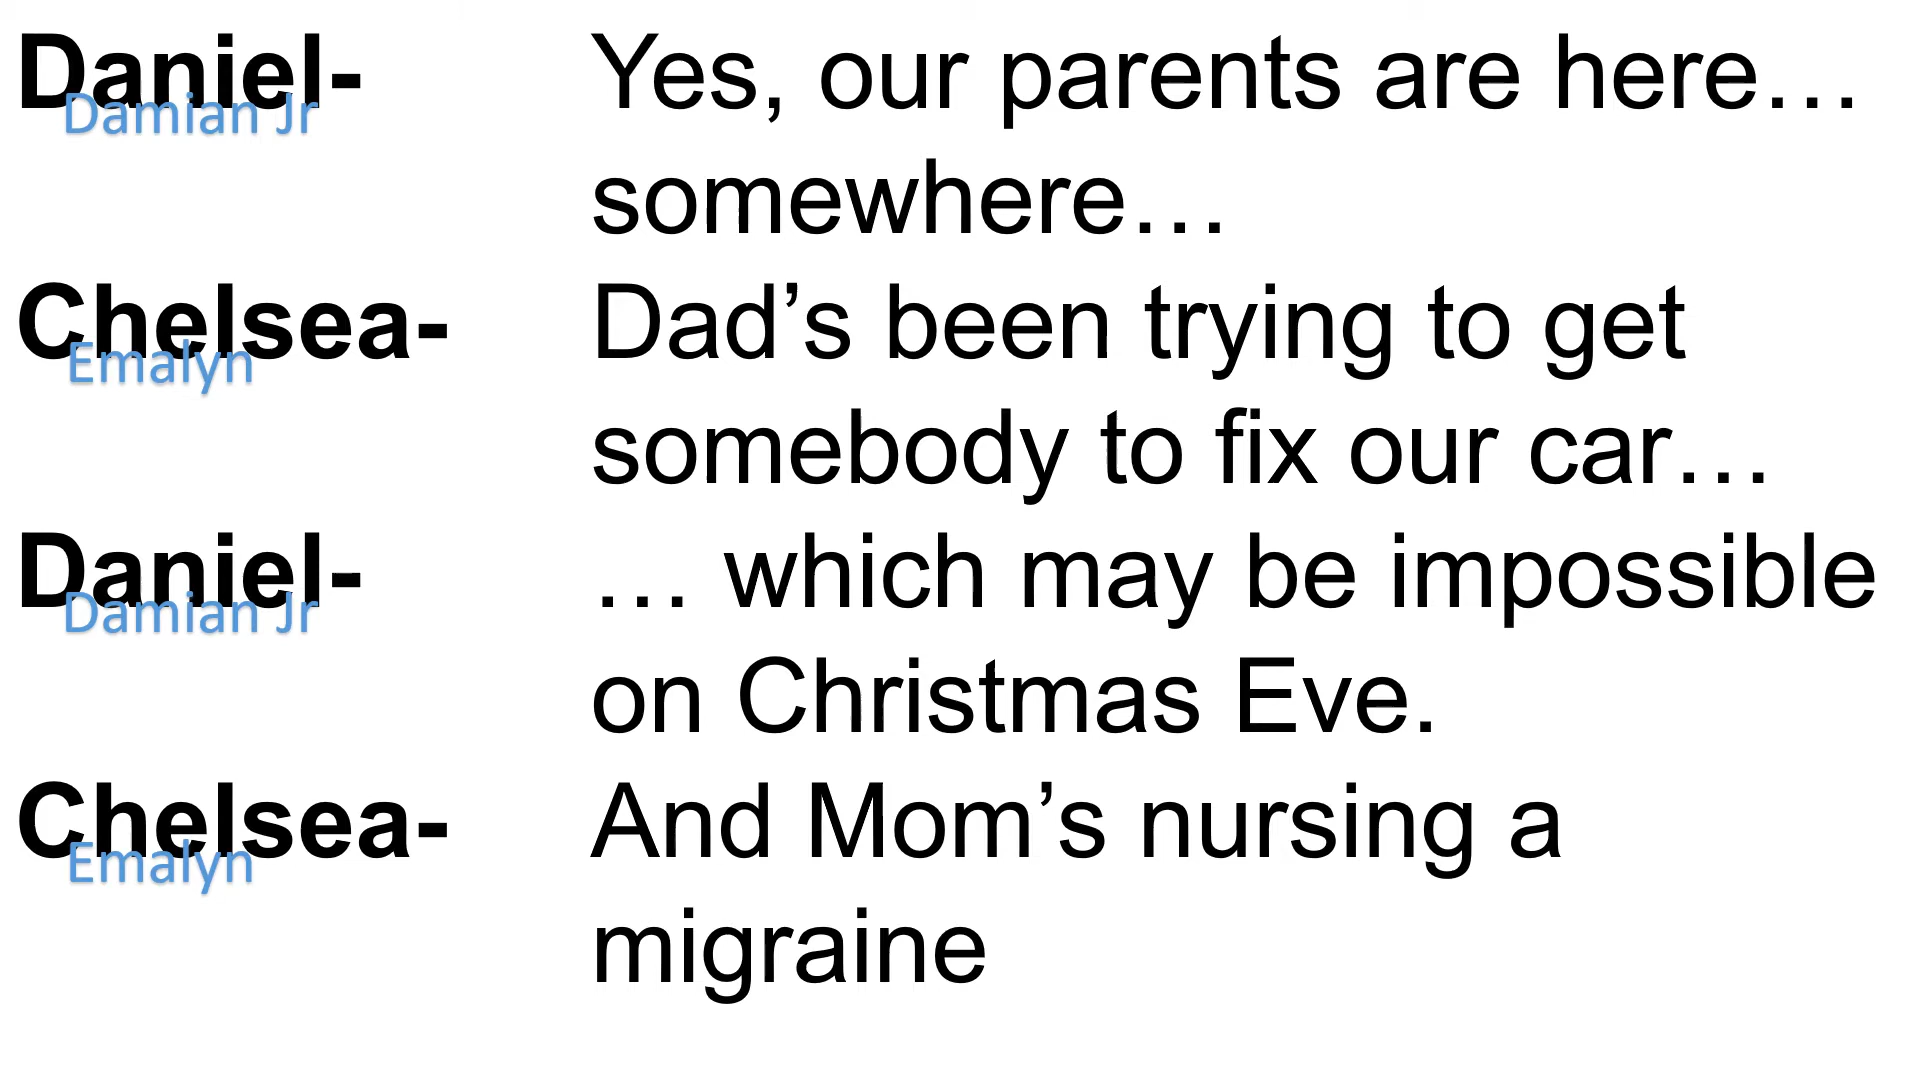 Daniel- Yes, our parents are here…
Damian Jr
somewhere…
Chelsea- Dad’s been trying to get
Emalyn
somebody to fix our car…
Daniel- … which may be impossible
Damian Jr
on Christmas Eve.
Chelsea- And Mom’s nursing a
Emalyn
migraine